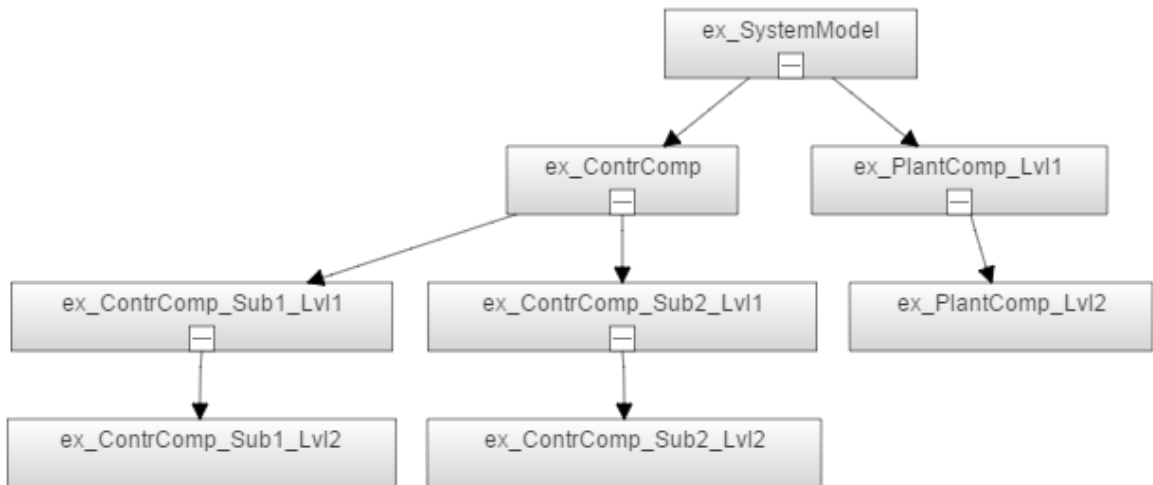 ex_SystemModel
ex_ContrComp
ex_PlantComp_Lvl1
ex_ContrComp_Sub1_Lvl1
ex_ContrComp_Sub2_Lvl1
ex_PlantComp_Lvl2
ex_ContrComp_Sub1_Lvl2
ex_ContrComp_Sub2_Lvl2